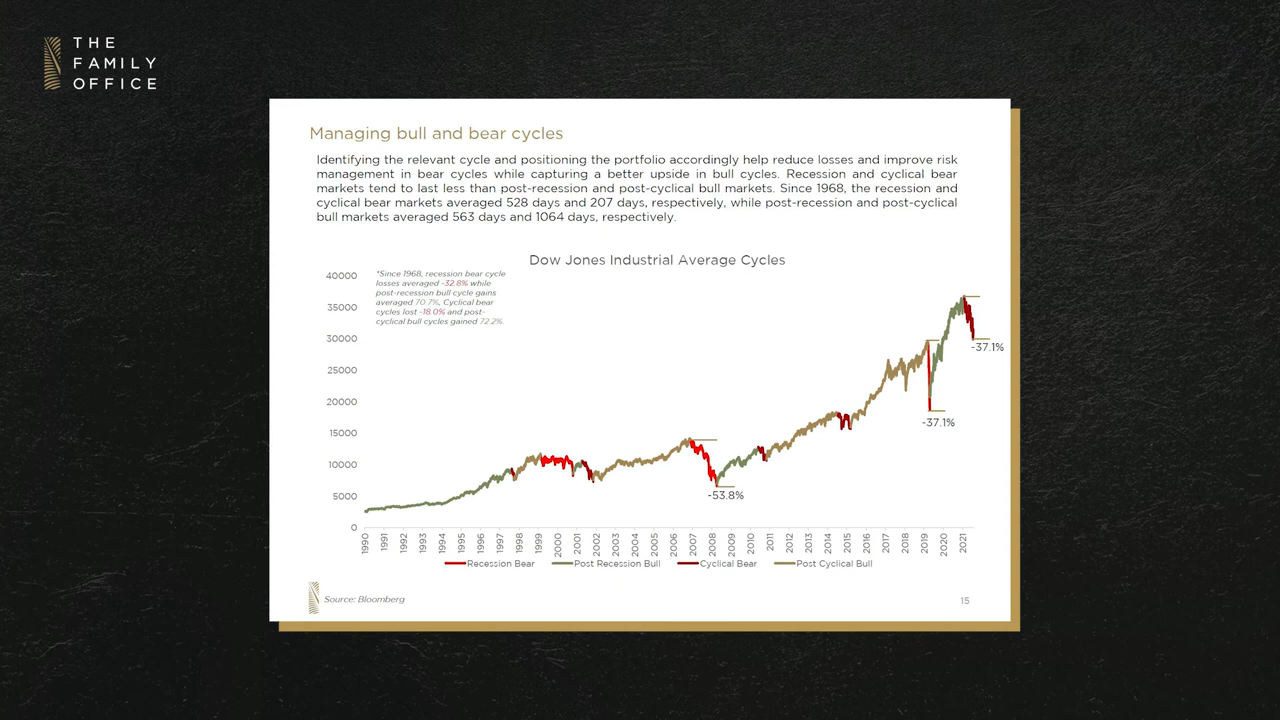 THE
FAMILY
OFFICE
Managing bull and bear cycles
Identifying the relevant cycle and positioning the portfolio accordingly help reduce losses and improve risk
management in bear cycles while capturing a better upside in bull cycles. Recession and cyclical bear
markets tend to last less than post-recession and post-cyclical bull markets. Since 1968, the recession and
cyclical bear markets averaged 528 days and 207 days, respectively, while post-recession and post-cyclical
bull markets averaged 563 days and 1064 days, respectively.
Dow Jones Industrial Average Cycles
*Since 1968, recession bear cycle
losses averaged -32.8% while
post-recession bull cycle gains
averaged 70.7%, Cyclical bear
cycles lost -18.0% and post-
cyclical bull cycles gained 72.2%.
40000
35000
30000
25000
20000
15000
10000
5000
0
-37.1%
-37.1%
-53.8%
1990 1991 1992 1993 1994 1995 1996 1997 1998 1999 2000 2001 2002 2003 2004 2005 2006 2007 2008 2009 2010 2011 2012 2013 2014 2015 2016 2017 2018 2019 2020 2021
Recession Bear Post Recession Bull Cyclical Bear Post Cyclical Bull
Source: Bloomberg
15